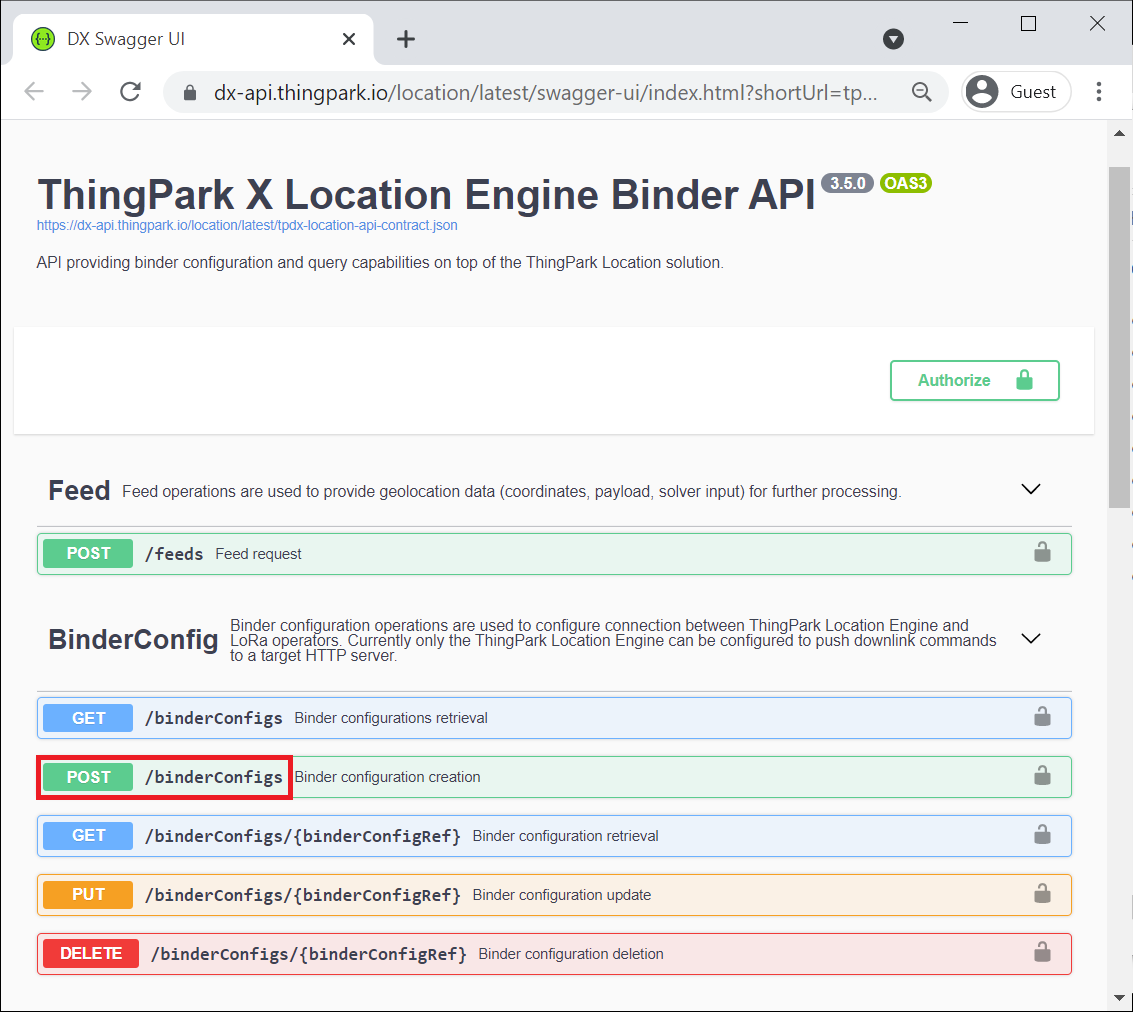 DX Swagger UI
dx-api.thingpark.io/location/latest/swagger-ui/index.html?shortUrl=tp...
Guest
ThingPark X Location Engine Binder API 3.5.0 OAS3
https://dx-api.thingpark.io/location/latest/tpdx-location-api-contract.json
API providing binder configuration and query capabilities on top of the ThingPark Location solution.
Authorize
Feed Feed operations are used to provide geolocation data (coordinates, payload, solver input) for further processing.
POST /feeds Feed request
BinderConfig
Binder configuration operations are used to configure connection between ThingPark Location Engine and
LoRa operators. Currently only the ThingPark Location Engine can be configured to push downlink commands
to a target HTTP server.
GET /binderConfigs Binder configurations retrieval
POST /binderConfigs Binder configuration creation
GET /binderConfigs/{binderConfigRef} Binder configuration retrieval
PUT /binderConfigs/{binderConfigRef} Binder configuration update
DELETE /binderConfigs/{binderConfigRef} Binder configuration deletion